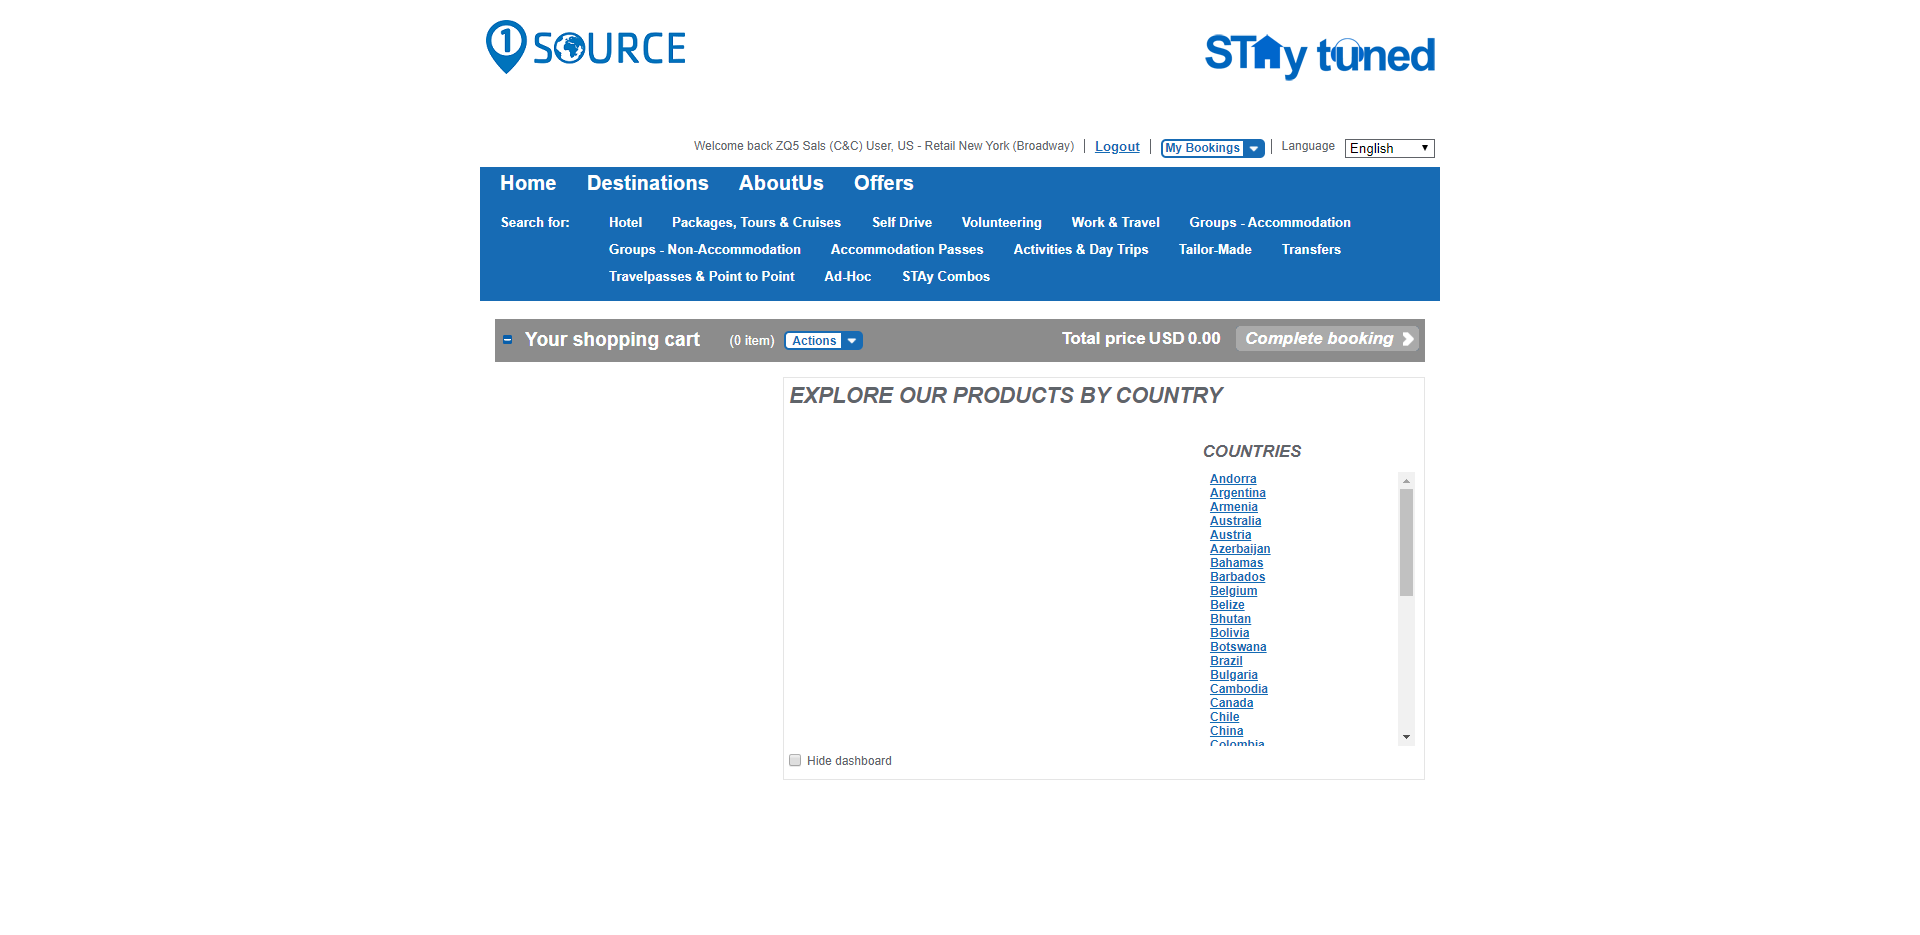 1 SOURCE
STAy tuned
Welcome back ZQ5 Sals (C&C) User, US - Retail New York (Broadway) Logout My Bookings Language English
Home Destinations AboutUs Offers
Search for: Hotel Packages, Tours & Cruises Self Drive Volunteering Work & Travel Groups - Accommodation
Groups - Non-Accommodation Accommodation Passes Activities & Day Trips Tailor-Made Transfers
Travelpasses & Point to Point Ad-Hoc STAy Combos
Your shopping cart (0 item) Actions Total price USD 0.00 Complete booking
EXPLORE OUR PRODUCTS BY COUNTRY
COUNTRIES
Andorra
Argentina
Armenia
Australia
Austria
Azerbaijan
Bahamas
Barbados
Belgium
Belize
Bhutan
Bolivia
Botswana
Brazil
Bulgaria
Cambodia
Canada
Chile
China
Colombia
Hide dashboard